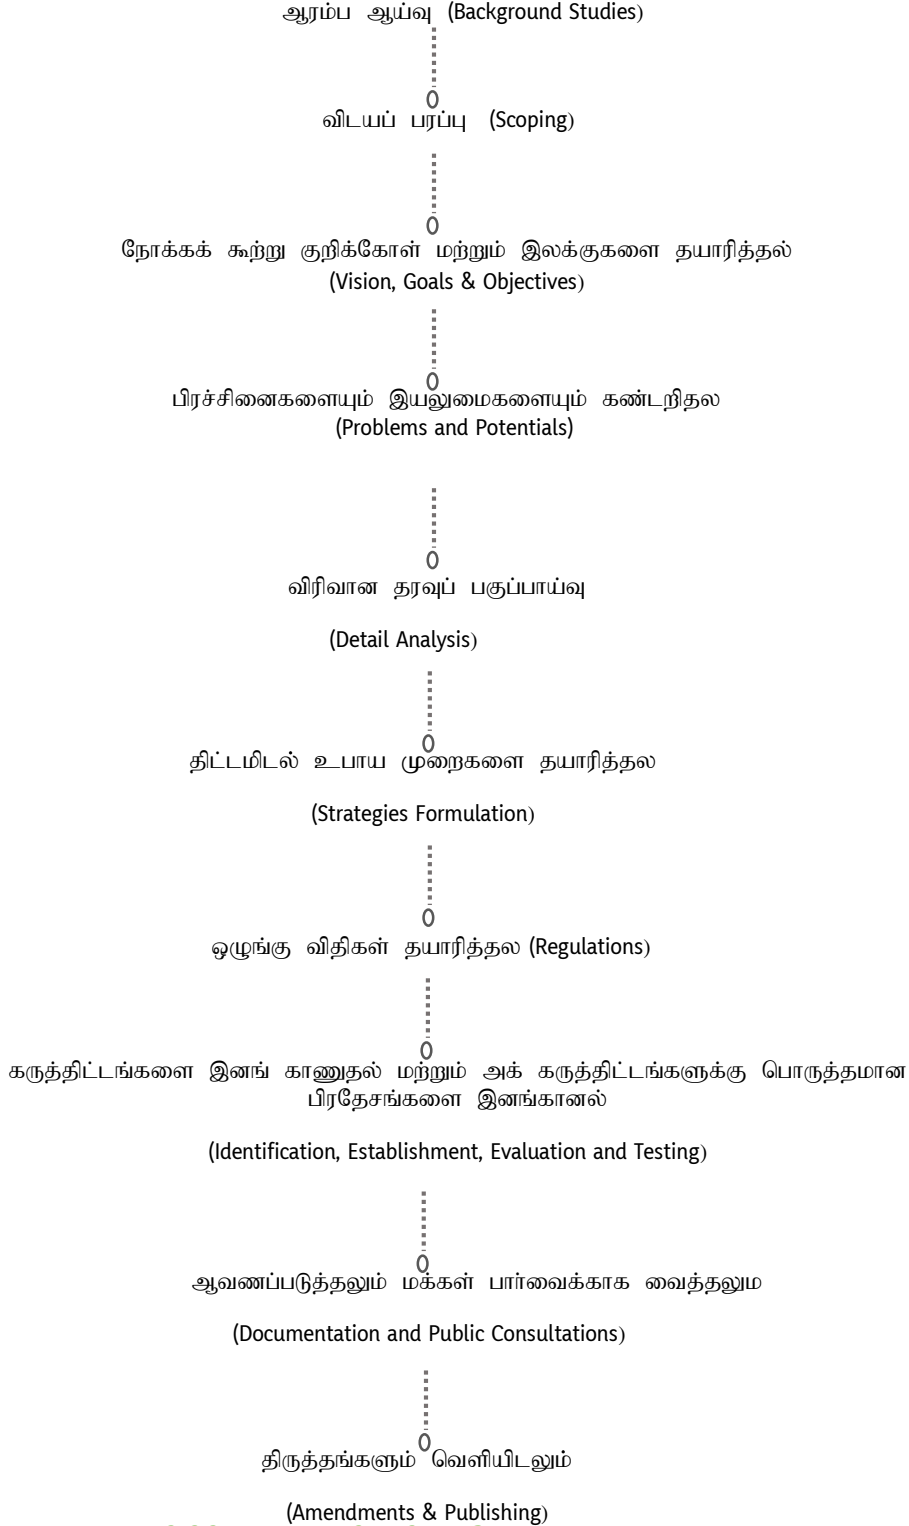 ஆரம்ப ஆய்வு (Background Studies)
விடயப் பரப்பு (Scoping)
நோக்கக் கூற்று குறிக்கோள் மற்றும் இலக்குகளை தயாரித்தல்
(Vision, Goals & Objectives)
பிரச்சினைகளையும் இயலுமைகளையும் கண்டறிதல
(Problems and Potentials)
விரிவான தரவுப் பகுப்பாய்வு
(Detail Analysis)
திட்டமிடல் உபாய முறைகளை தயாரித்தல
(Strategies Formulation)
ஒழுங்கு விதிகள் தயாரித்தல (Regulations)
கருத்திட்டங்களை இனங் காணுதல் மற்றும் அக் கருத்திட்டங்களுக்கு பொருத்தமான
பிரதேசங்களை இனங்கானல்
(Identification, Establishment, Evaluation and Testing)
ஆவணப்படுத்தலும் மக்கள் பார்வைக்காக வைத்தலும
(Documentation and Public Consultations)
திருத்தங்களும் வெளியிடலும்
(Amendments & Publishing)